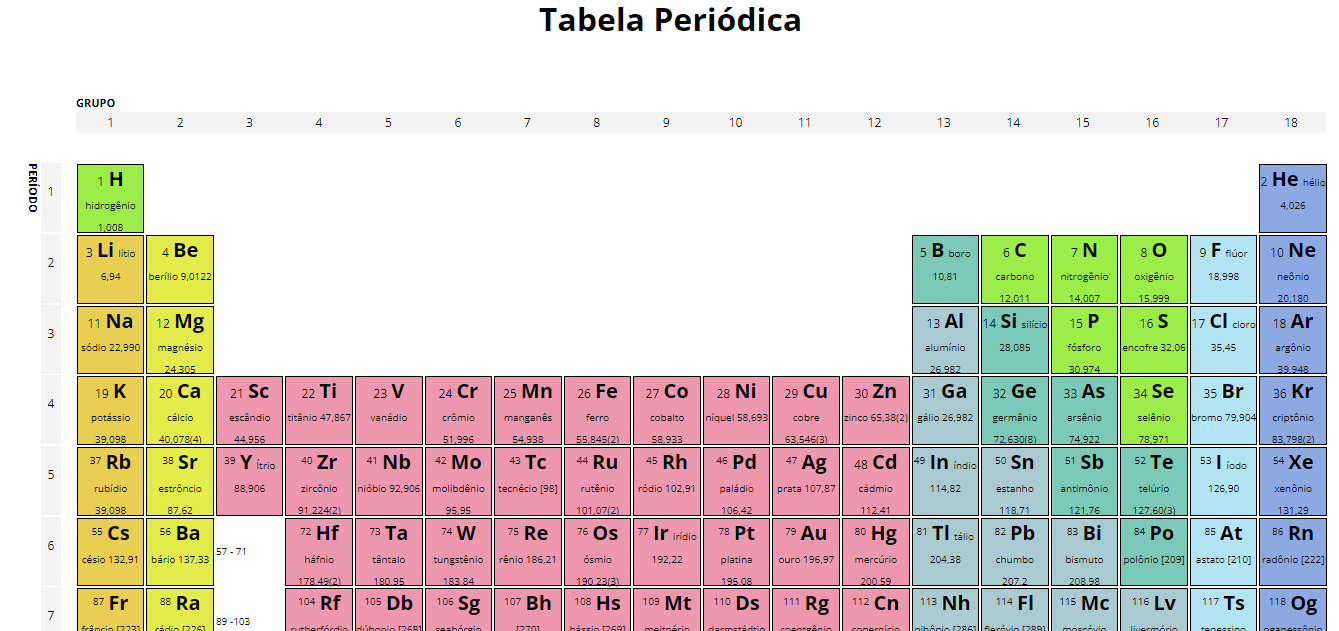 Tabela Periódica
GRUPO
1 2 3 4 5 6 7 8 9 10 11 12 13 14 15 16 17 18
PERÍODO
1
1 H
hidrogênio
1,008
2 He hélio
4,026
2
3 Li lítio
6,94
4 Be
berílio 9,0122
5 B boro
10,81
6 C
carbono
12,011
7 N
nitrogênio
14,007
8 O
oxigênio
15,999
9 F flúor
18,998
10 Ne
neônio
20,180
3
11 Na
sódio 22,990
12 Mg
magnésio
24,305
13 Al
alumínio
26,982
14 Si silício
28,085
15 P
fósforo
30,974
16 S
encofre 32,06
17 Cl cloro
35,45
18 Ar
argônio
39,948
4
19 K
potássio
39,098
20 Ca
cálcio
40,078(4)
21 Sc
escândio
44,956
22 Ti
titânio 47,867
23 V
vanádio
24 Cr
crômio
51,996
25 Mn
manganês
54,938
26 Fe
ferro
55,845(2)
27 Co
cobalto
58,933
28 Ni
níquel 58,693
29 Cu
cobre
63,546(3)
30 Zn
zinco 65,38(2)
31 Ga
gálio 26,982
32 Ge
germânio
72,630(8)
33 As
arsênio
74,922
34 Se
selênio
78,971
35 Br
bromo 79,904
36 Kr
criptônio
83,798(2)
5
37 Rb
rubídio
39,098
38 Sr
estrôncio
87,62
39 Y ítrio
88,906
40 Zr
zircônio
91,224(2)
41 Nb
nióbio 92,906
42 Mo
molibdênio
95,95
43 Tc
tecnécio [98]
44 Ru
rutênio
101,07(2)
45 Rh
ródio 102,91
46 Pd
paládio
106,42
47 Ag
prata 107,87
48 Cd
cádmio
112,41
49 In índio
114,82
50 Sn
estanho
118,71
51 Sb
antimônio
121,76
52 Te
telúrio
127,60(3)
53 I iodo
126,90
54 Xe
xenônio
131,29
6
55 Cs
césio 132,91
56 Ba
bário 137,33
57 - 71
72 Hf
háfnio
178,49(2)
73 Ta
tântalo
180,95
74 W
tungstênio
183,84
75 Re
rênio 186,21
76 Os
ósmio
190,23(3)
77 Ir irídio
192,22
78 Pt
platina
195,08
79 Au
ouro 196,97
80 Hg
mercúrio
200,59
81 Tl tálio
204,38
82 Pb
chumbo
207,2
83 Bi
bismuto
208,98
84 Po
polônio [209]
85 At
astato [210]
86 Rn
radônio [222]
7
87 Fr
frâncio [223]
88 Ra
rádio [226]
89 -103
104 Rf
rutherfórdio
105 Db
dúbnio [268]
106 Sg
seabórgio
107 Bh
[270]
108 Hs
hássio [269]
109 Mt
meitnério
110 Ds
darmstádtio
111 Rg
roentgênio
112 Cn
copernício
113 Nh
nihônio [286]
114 Fl
fleróvio [289]
115 Mc
moscóvio
116 Lv
livermório
117 Ts
tenessino
118 Og
oganessônio